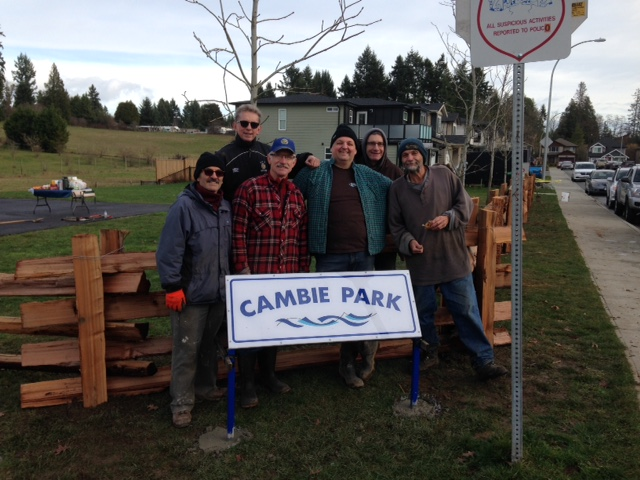 ALL SUSPICIOUS ACTIVITIES
REPORTED TO POLICE
CAMBIE PARK